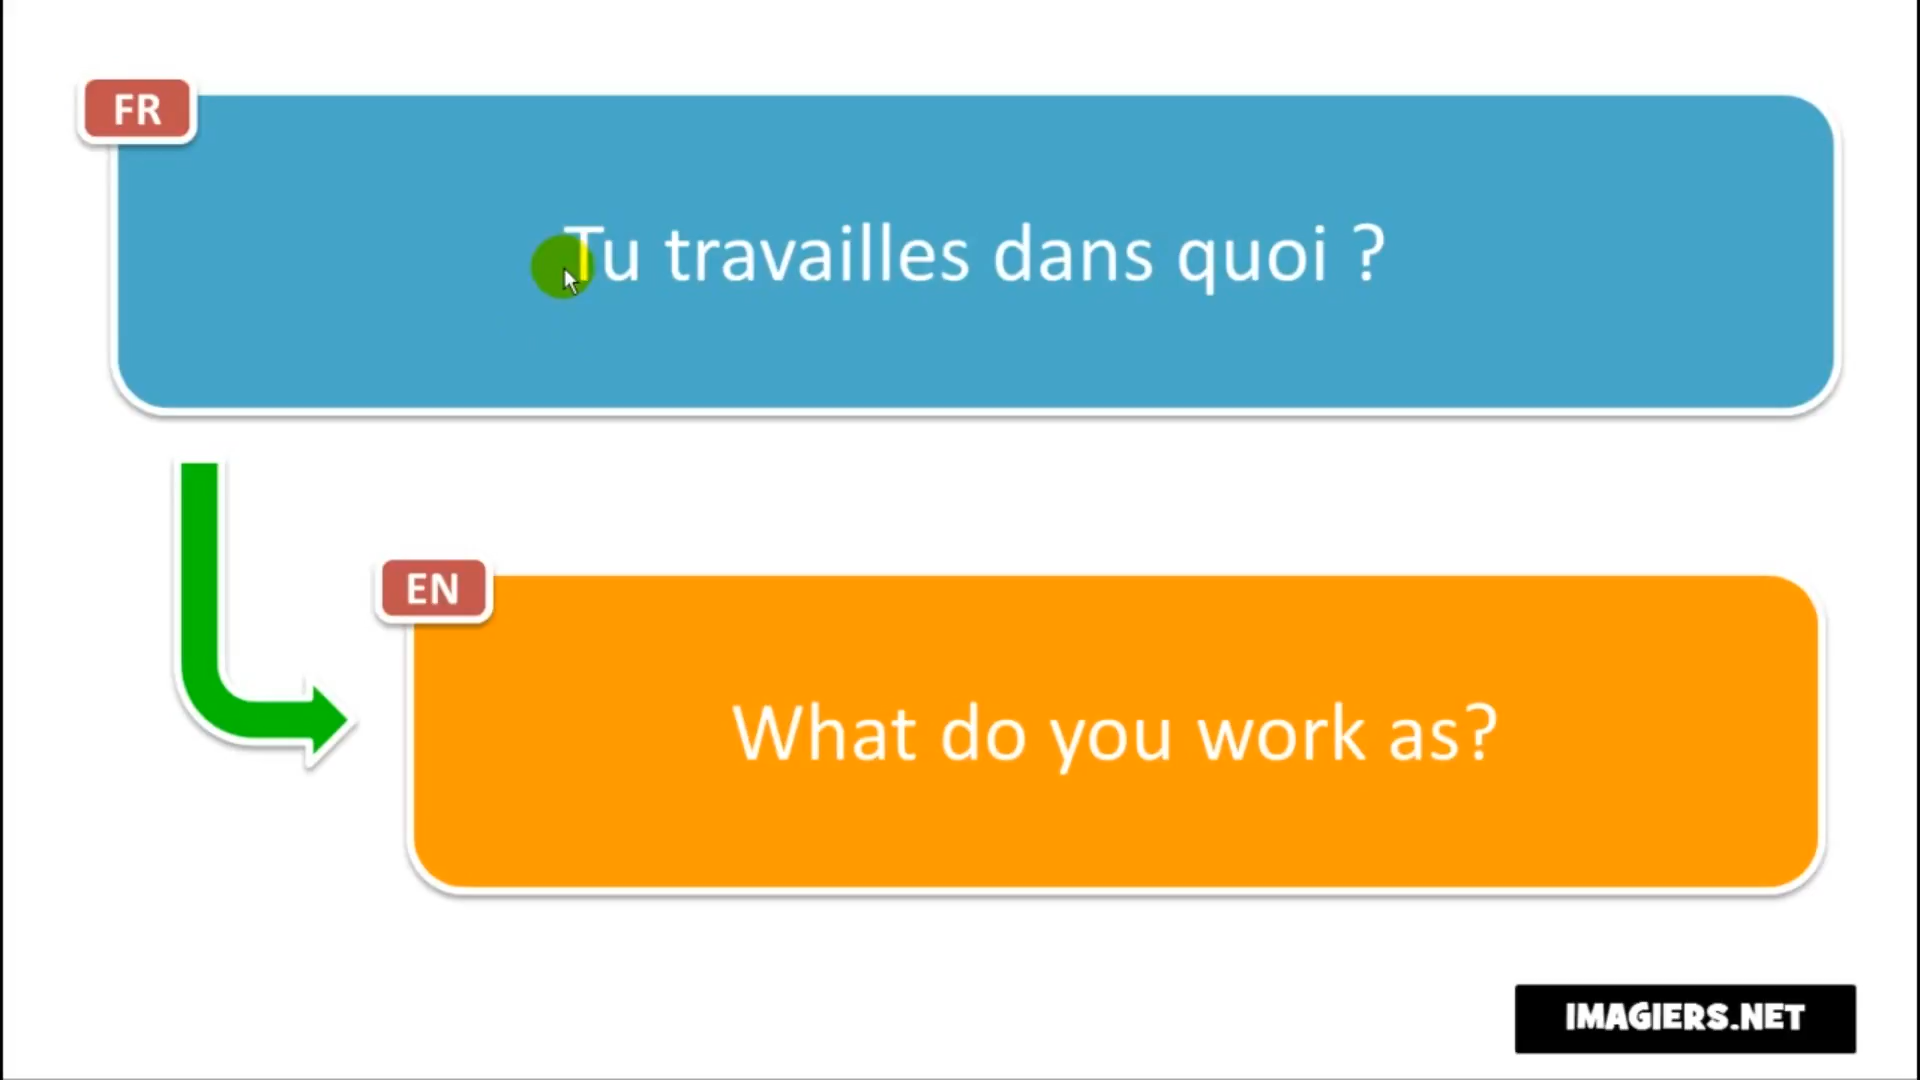 FR
Tu travailles dans quoi ?
EN
What do you work as?
IMAGIERS.NET